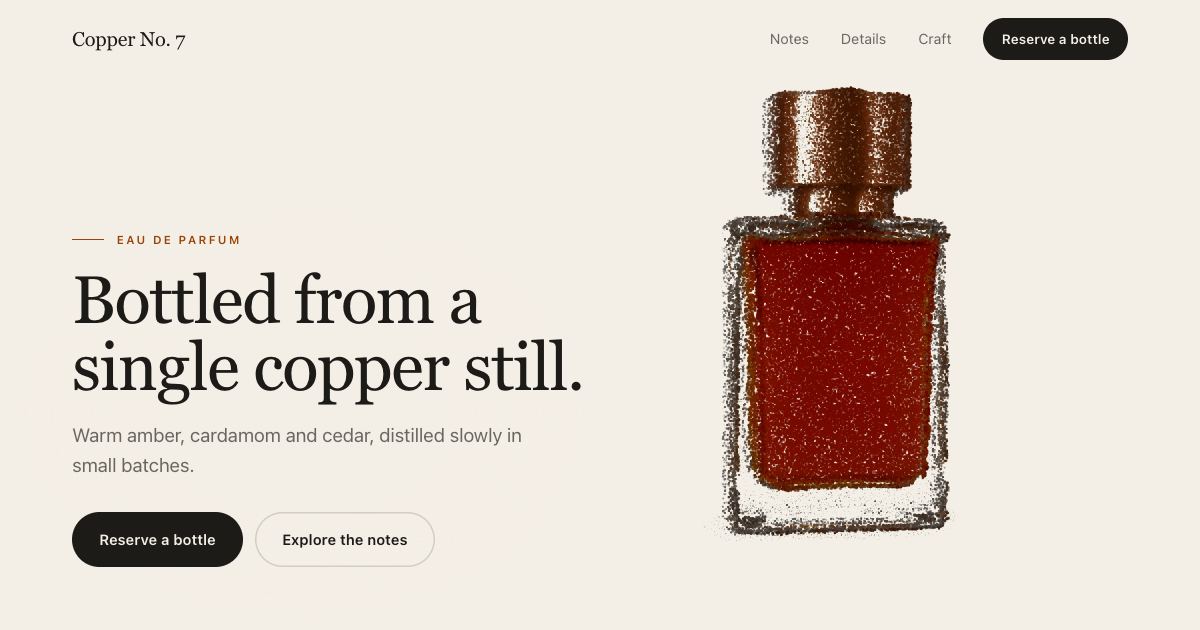 Copper No. 7
Notes
Details
Craft
Reserve a bottle
EAU DE PARFUM
Bottled from a
single copper still.
Warm amber, cardamom and cedar, distilled slowly in
small batches.
Reserve a bottle
Explore the notes